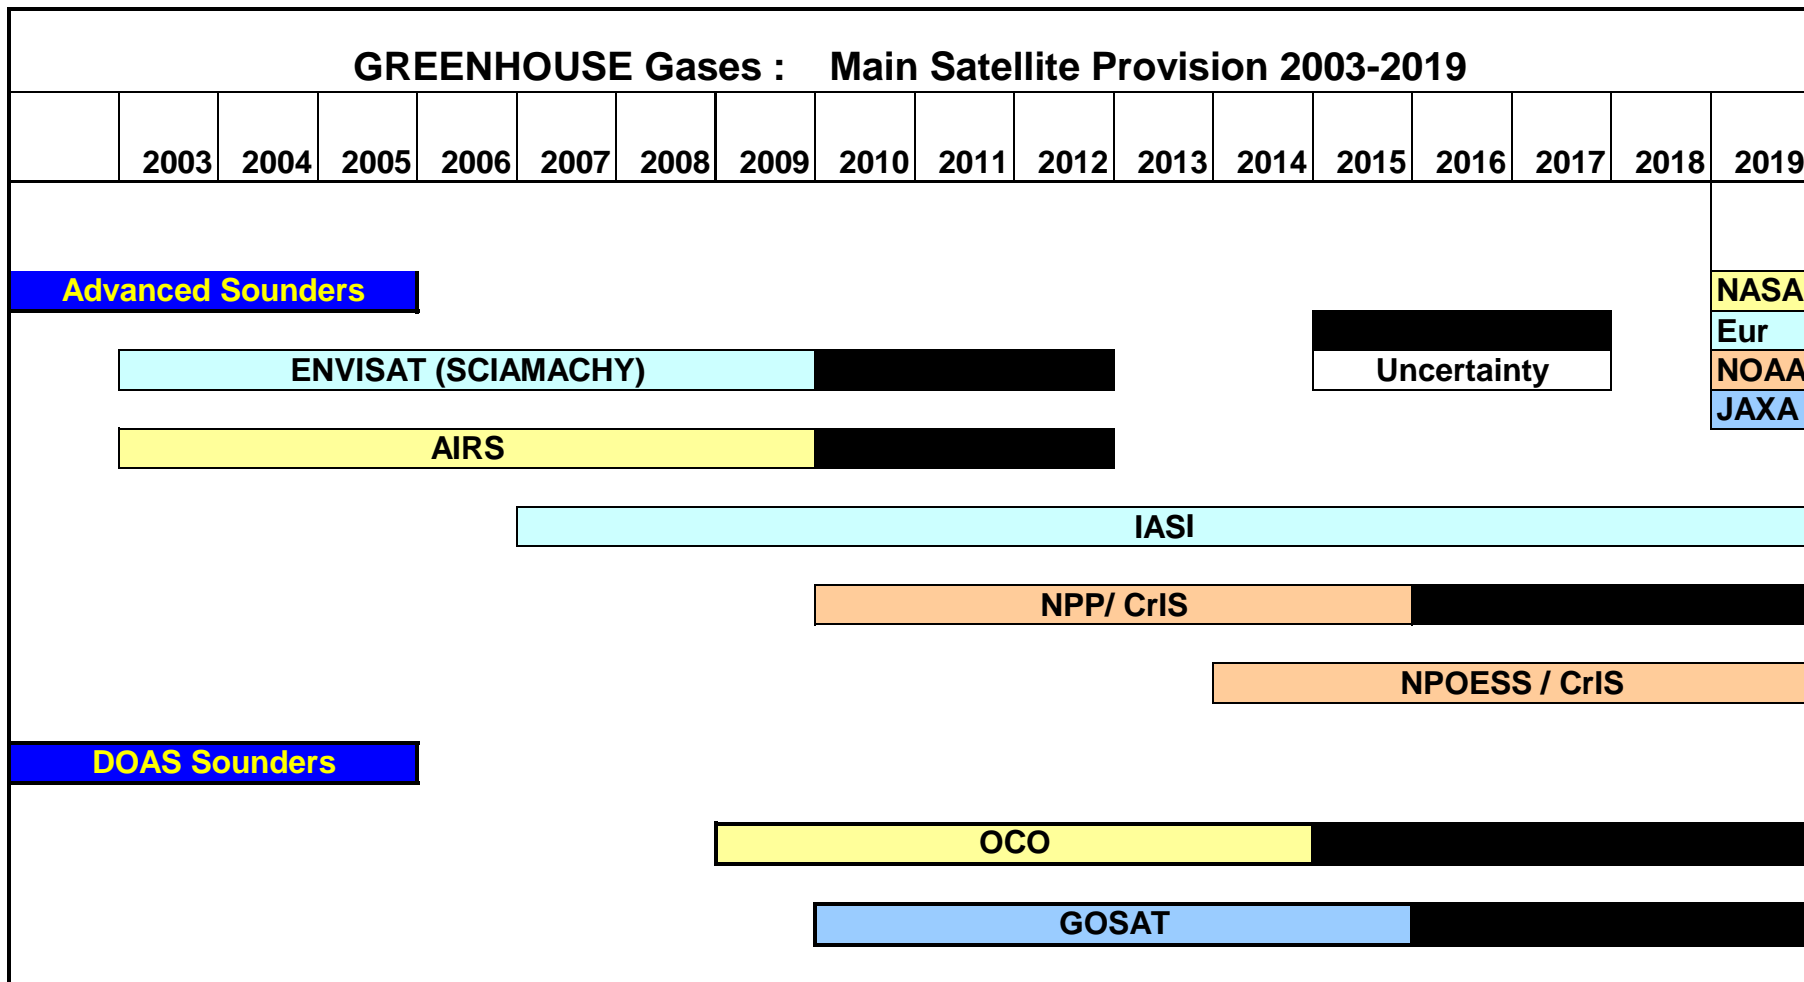 GREENHOUSE Gases : Main Satellite Provision 2003-2019
2003 2004 2005 2006 2007 2008 2009 2010 2011 2012 2013 2014 2015 2016 2017 2018 2019
Advanced Sounders
NASA
Eur
ENVISAT (SCIAMACHY)
Uncertainty
NOAA
JAXA
AIRS
IASI
NPP/ CrIS
NPOESS / CrIS
DOAS Sounders
OCO
GOSAT